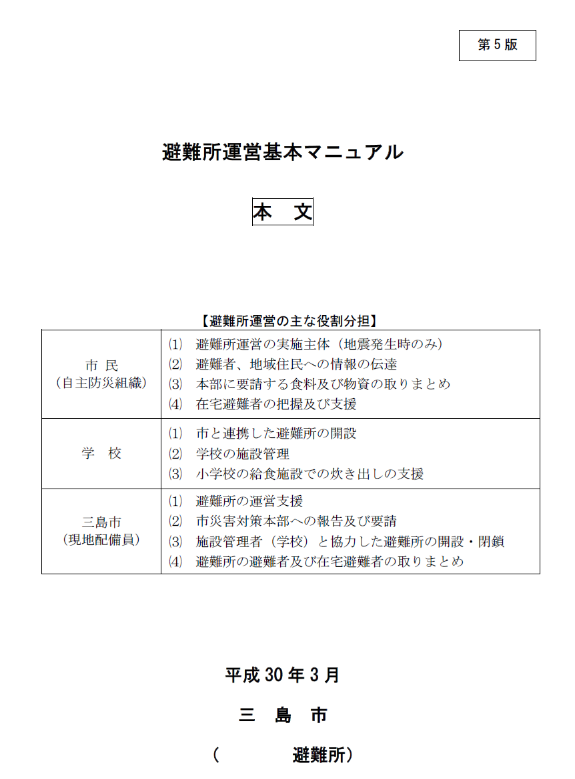 第５版
避難所運営基本マニュアル
本　文
【避難所運営の主な役割分担】
市 民
（自主防災組織）
(1)　避難所運営の実施主体（地震発生時のみ）
(2)　避難者、地域住民への情報の伝達
(3)　本部に要請する食料及び物資の取りまとめ
(4)　在宅避難者の把握及び支援
学　校
(1)　市と連携した避難所の開設
(2)　学校の施設管理
(3)　小学校の給食施設での炊き出しの支援
三島市
（現地配備員）
(1)　避難所の運営支援
(2)　市災害対策本部への報告及び要請
(3)　施設管理者（学校）と協力した避難所の開設・閉鎖
(4)　避難所の避難者及び在宅避難者の取りまとめ
平成 30 年 3 月
三　島　市
（　　　　避難所）